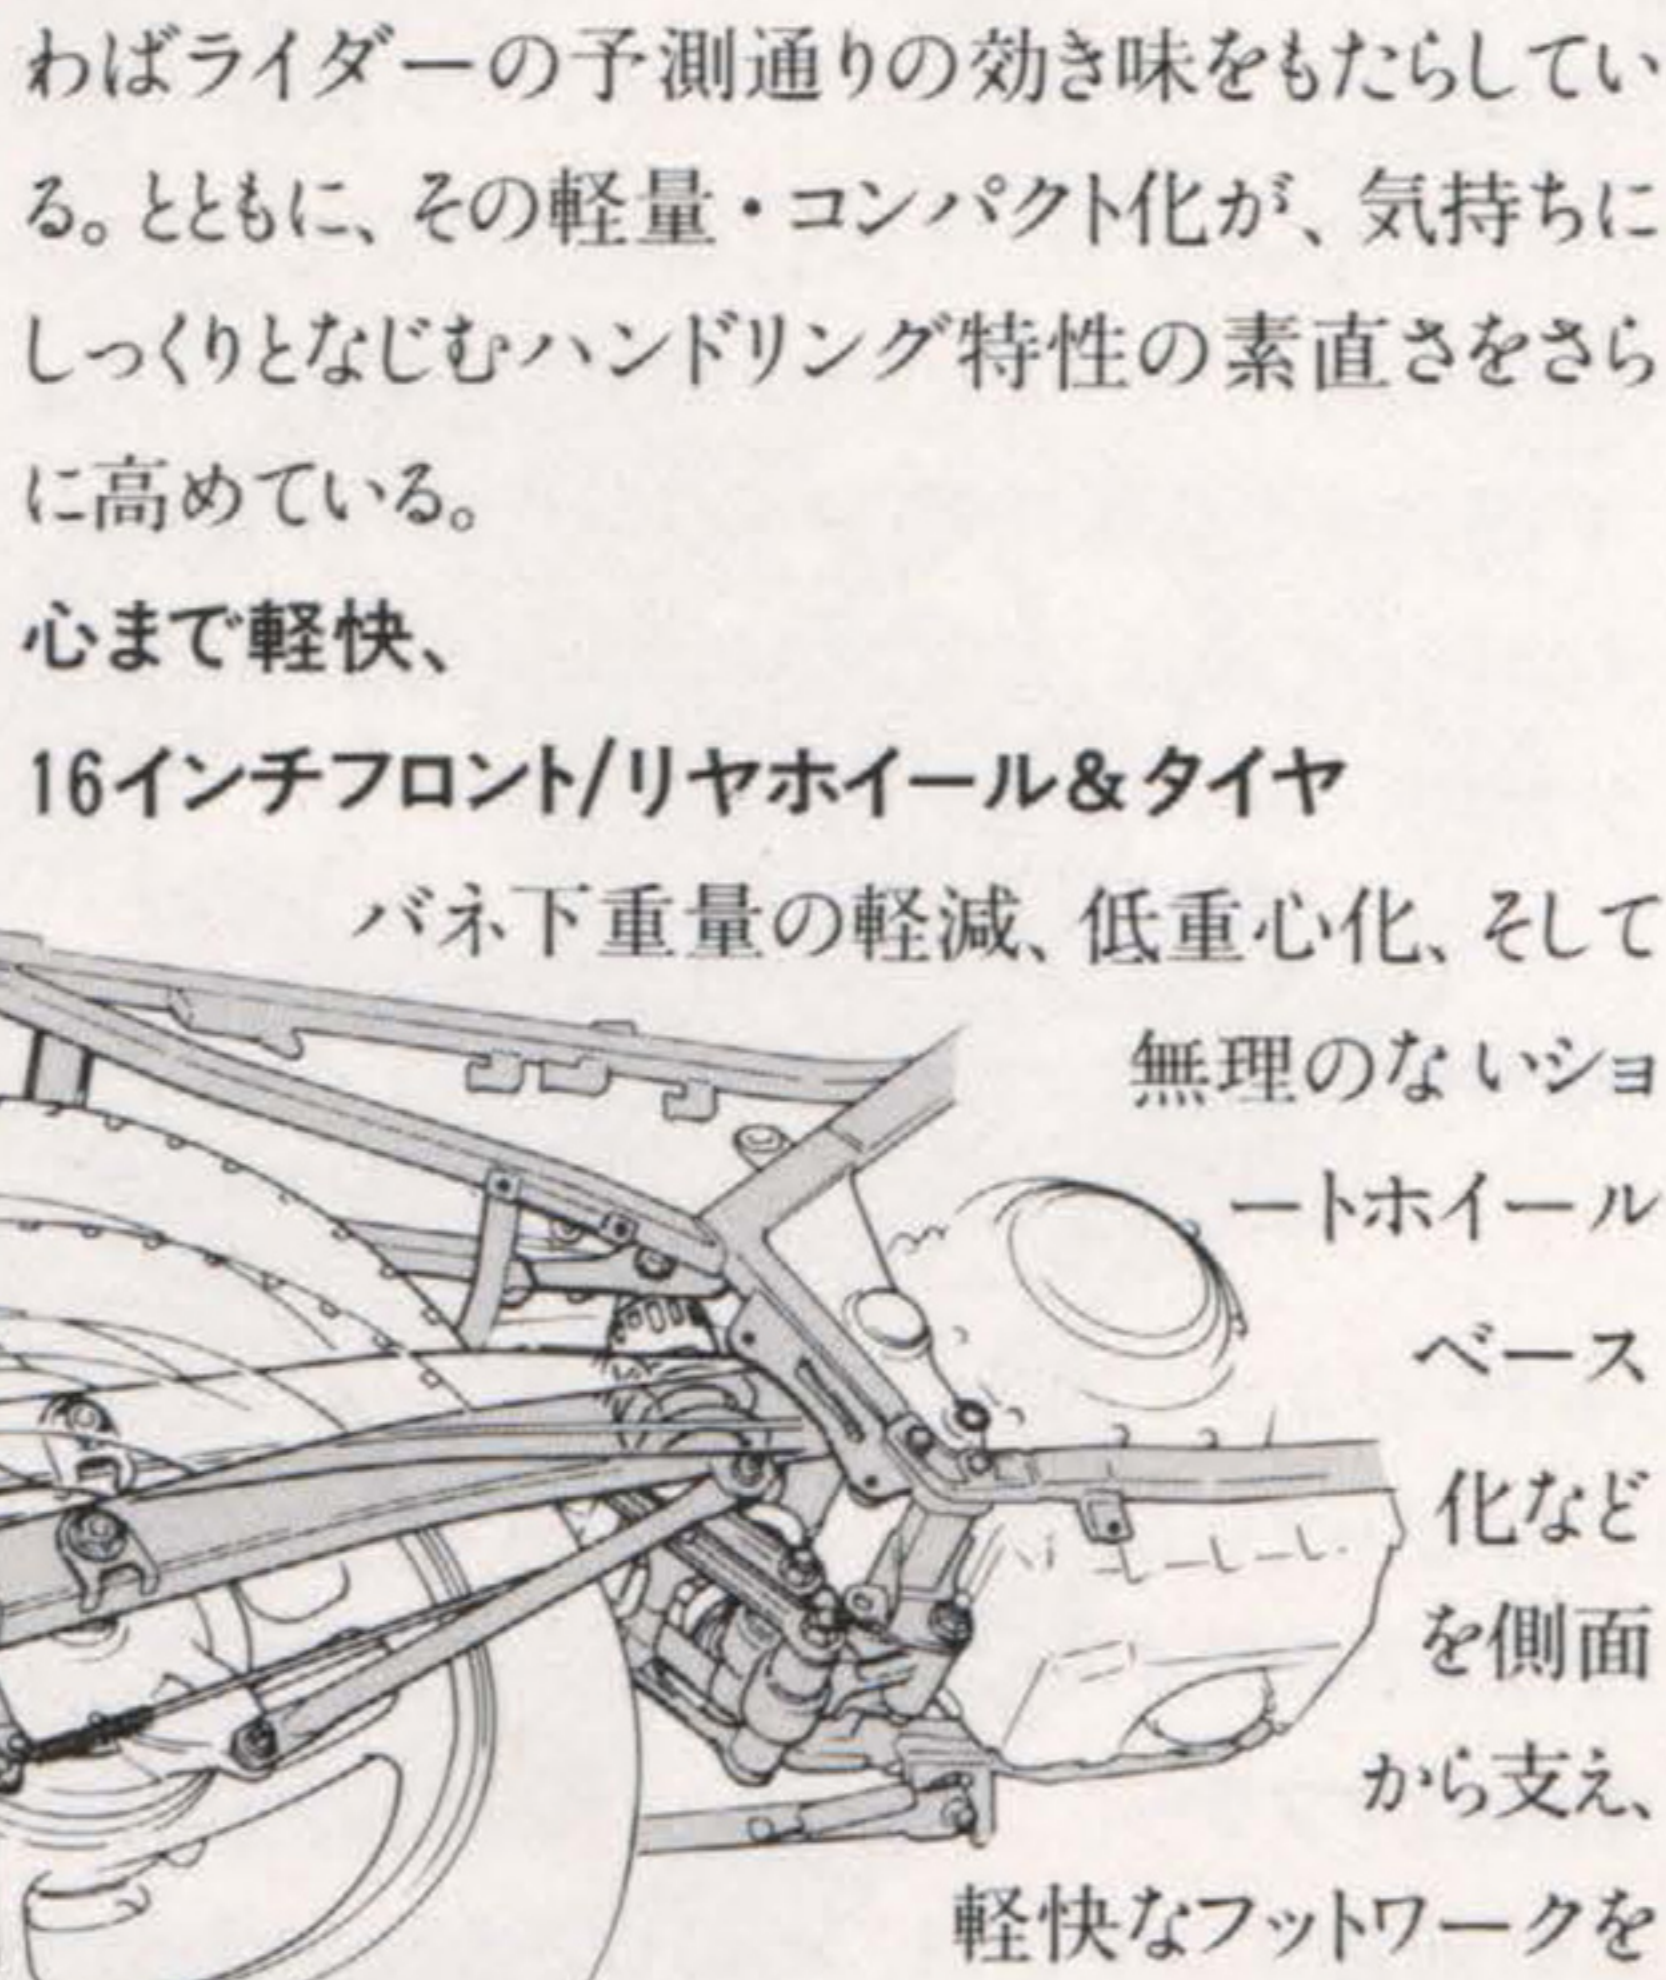 わばライダーの予測通りの効き味をもたらしてい
る。とともに、その軽量・コンパクト化が、気持ちに
しっくりとなじむハンドリング特性の素直さをさら
に高めている。
心まで軽快、
16インチフロント/リヤホイール&タイヤ
バネ下重量の軽減、低重心化、そして
無理のないショ
ートホイール
ベース
化など
を側面
から支え、
軽快なフットワークを